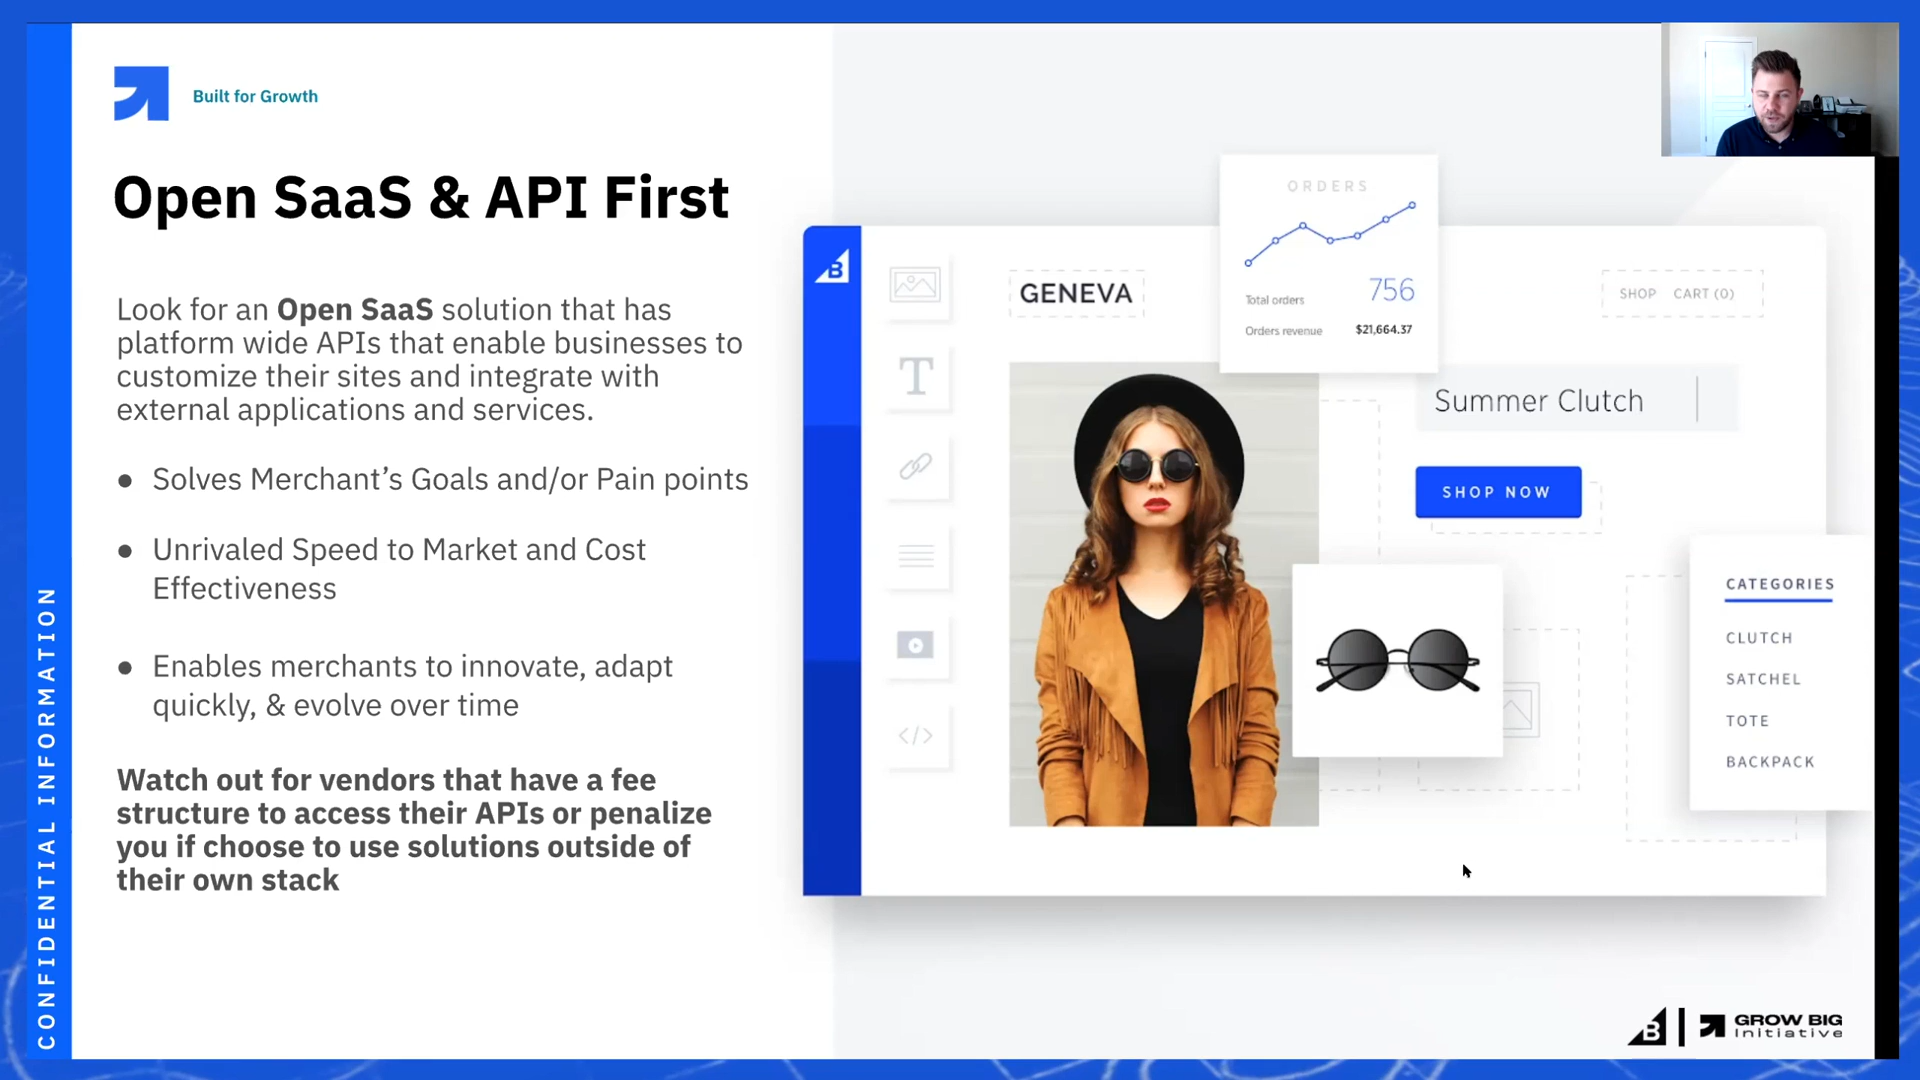 Built for Growth
Open SaaS & API First
Look for an Open SaaS solution that has
platform wide APIs that enable businesses to
customize their sites and integrate with
external applications and services.
● Solves Merchant’s Goals and/or Pain points
● Unrivaled Speed to Market and Cost
Effectiveness
● Enables merchants to innovate, adapt
quickly, & evolve over time
Watch out for vendors that have a fee
structure to access their APIs or penalize
you if choose to use solutions outside of
their own stack
CONFIDENTIAL INFORMATION
B
T
</>
GENEVA
ORDERS
Total orders 756
Orders revenue $21,664.37
SHOP CART (0)
Summer Clutch
SHOP NOW
CATEGORIES
CLUTCH
SATCHEL
TOTE
BACKPACK
B
GROW BIG
Initiative